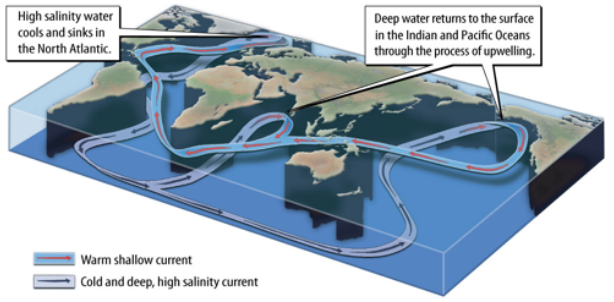 High salinity water
cools and sinks in
the North Atlantic.
Deep water returns to the surface
in the Indian and Pacific Oceans
through the process of upwelling.
Warm shallow current
Cold and deep, high salinity current